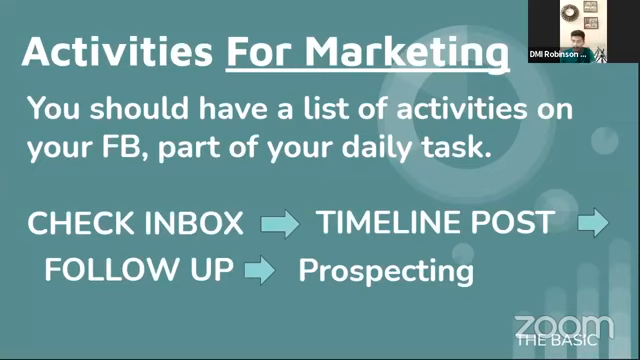 Activities For Marketing
DMI Robinson ...
You should have a list of activities on
your FB, part of your daily task.
CHECK INBOX TIMELINE POST
FOLLOW UP Prospecting
zoom
THE BASIC